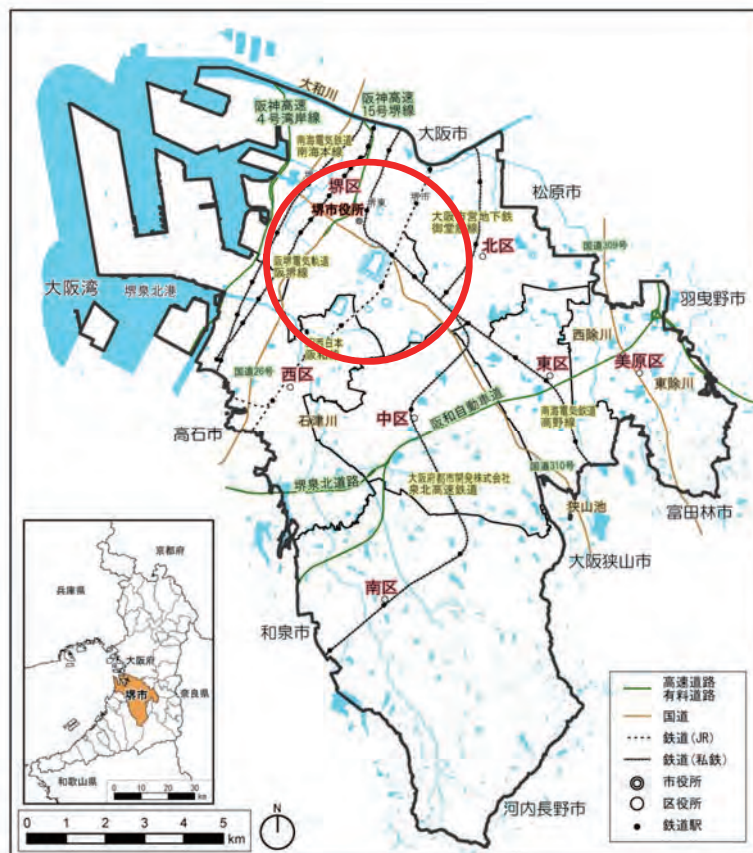 大和川
阪神高速
4号湾岸線
阪神高速
15号堺線
南海電気鉄道
南海本線
大阪市
堺区
堺市役所
堺東
堺市
大阪市営地下鉄
御堂筋線
北区
松原市
国道309号
羽曳野市
大阪湾
堺泉北港
阪堺電気軌道
阪堺線
西日本
国道26号
西区
東区
西除川
美原区
東除川
高石市
石津川
中区
阪和自動車道
南海電気鉄道
高野線
堺泉北道路
大阪府都市開発株式会社
泉北高速鉄道
国道310号
狭山池
富田林市
大阪狭山市
南区
和泉市
河内長野市
京都府
兵庫県
大阪府
堺市
奈良県
和歌山県
0 10 20 30
km
0 1 2 3 4 5
km
N
高速道路
有料道路
国道
鉄道(JR)
鉄道(私鉄)
市役所
区役所
鉄道駅